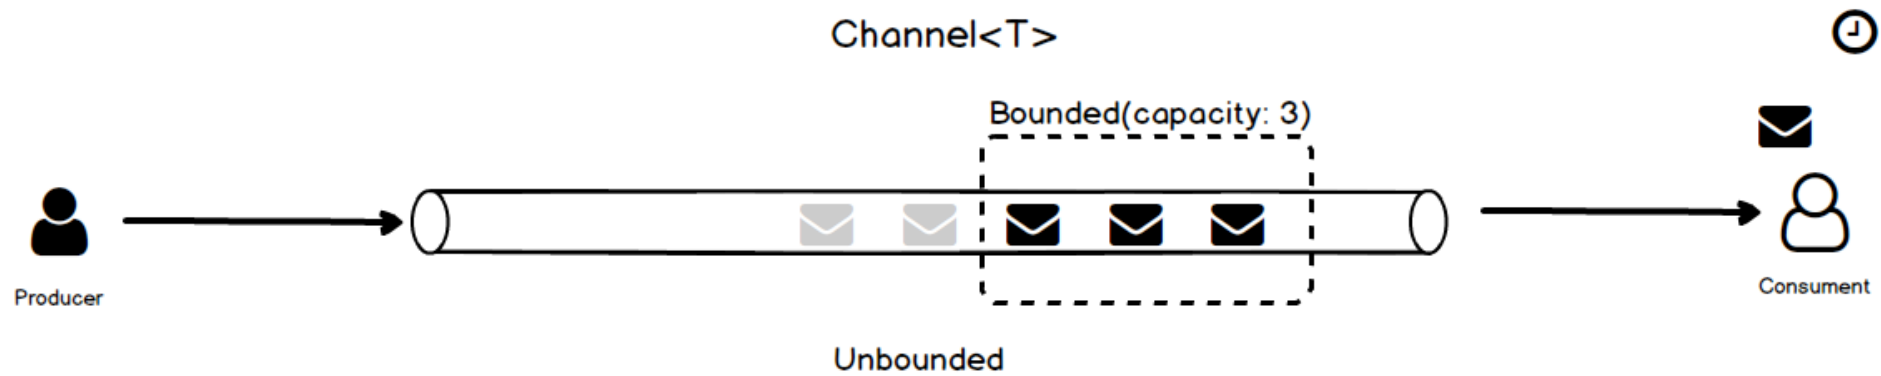 Channel<T>
Bounded(capacity: 3)
Producer
Consument
Unbounded